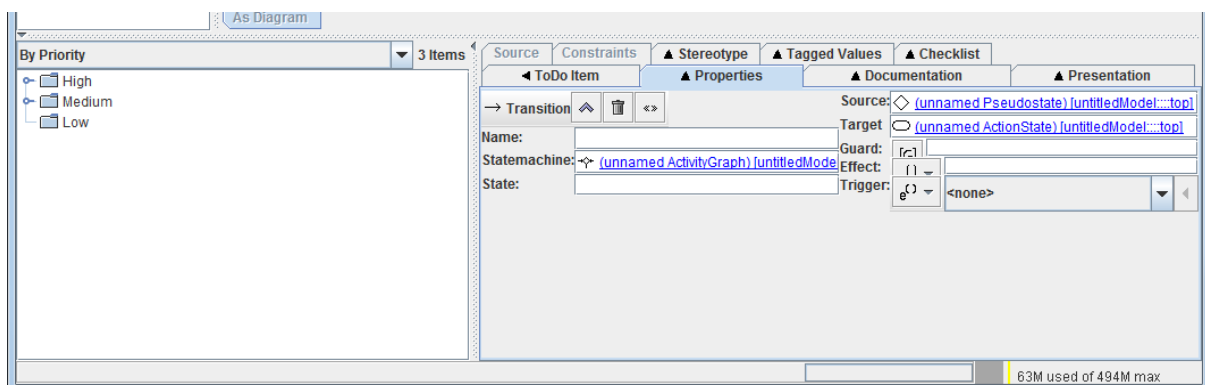 As Diagram
By Priority
3 Items
High
Medium
Low
Source Constraints ▲ Stereotype ▲ Tagged Values ▲ Checklist
◄ ToDo Item ▲ Properties ▲ Documentation ▲ Presentation
→ Transition
Name:
Statemachine: (unnamed ActivityGraph) [untitledMode
State:
Source: (unnamed Pseudostate) [untitledModel::::top]
Target (unnamed ActionState) [untitledModel::::top]
Guard:
Effect:
Trigger: e() <none>
63M used of 494M max